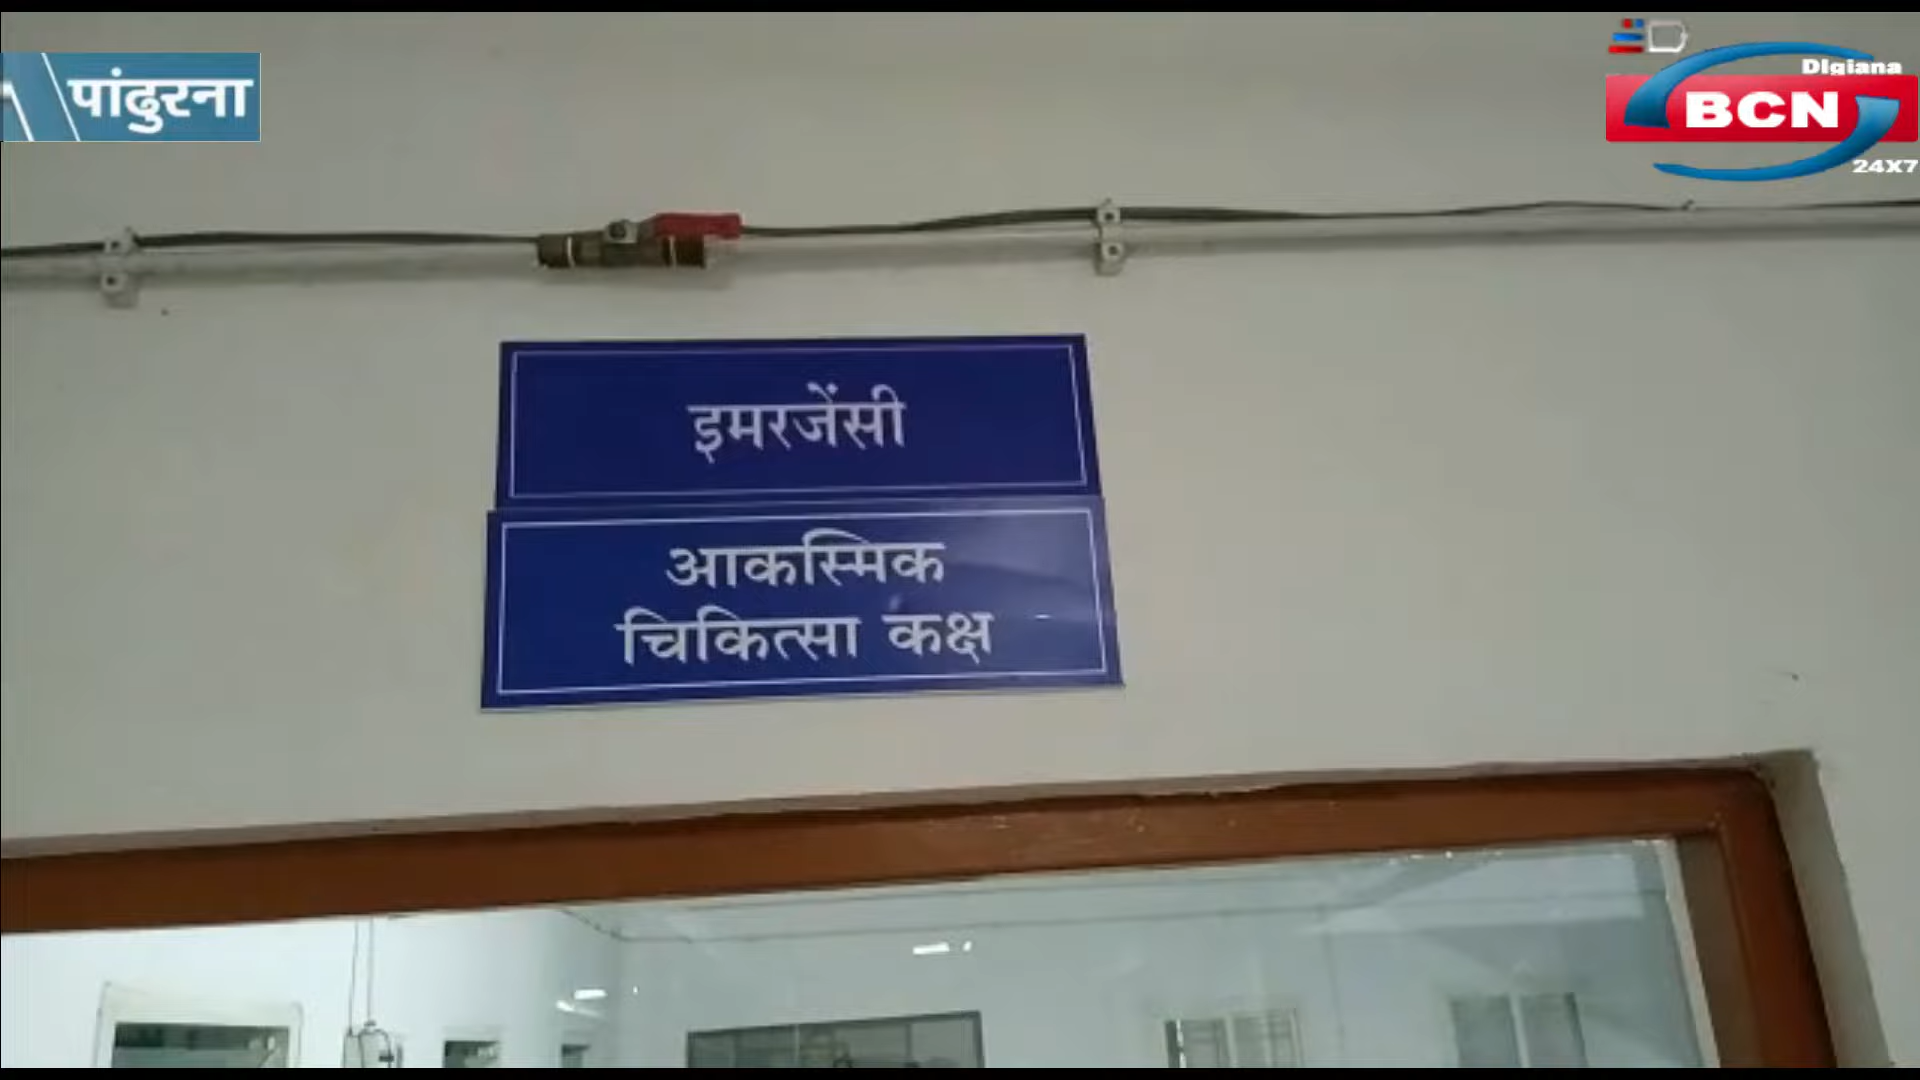 पांढुरना
Digiana
BCN
24X7
इमरजेंसी
आकस्मिक
चिकित्सा कक्ष